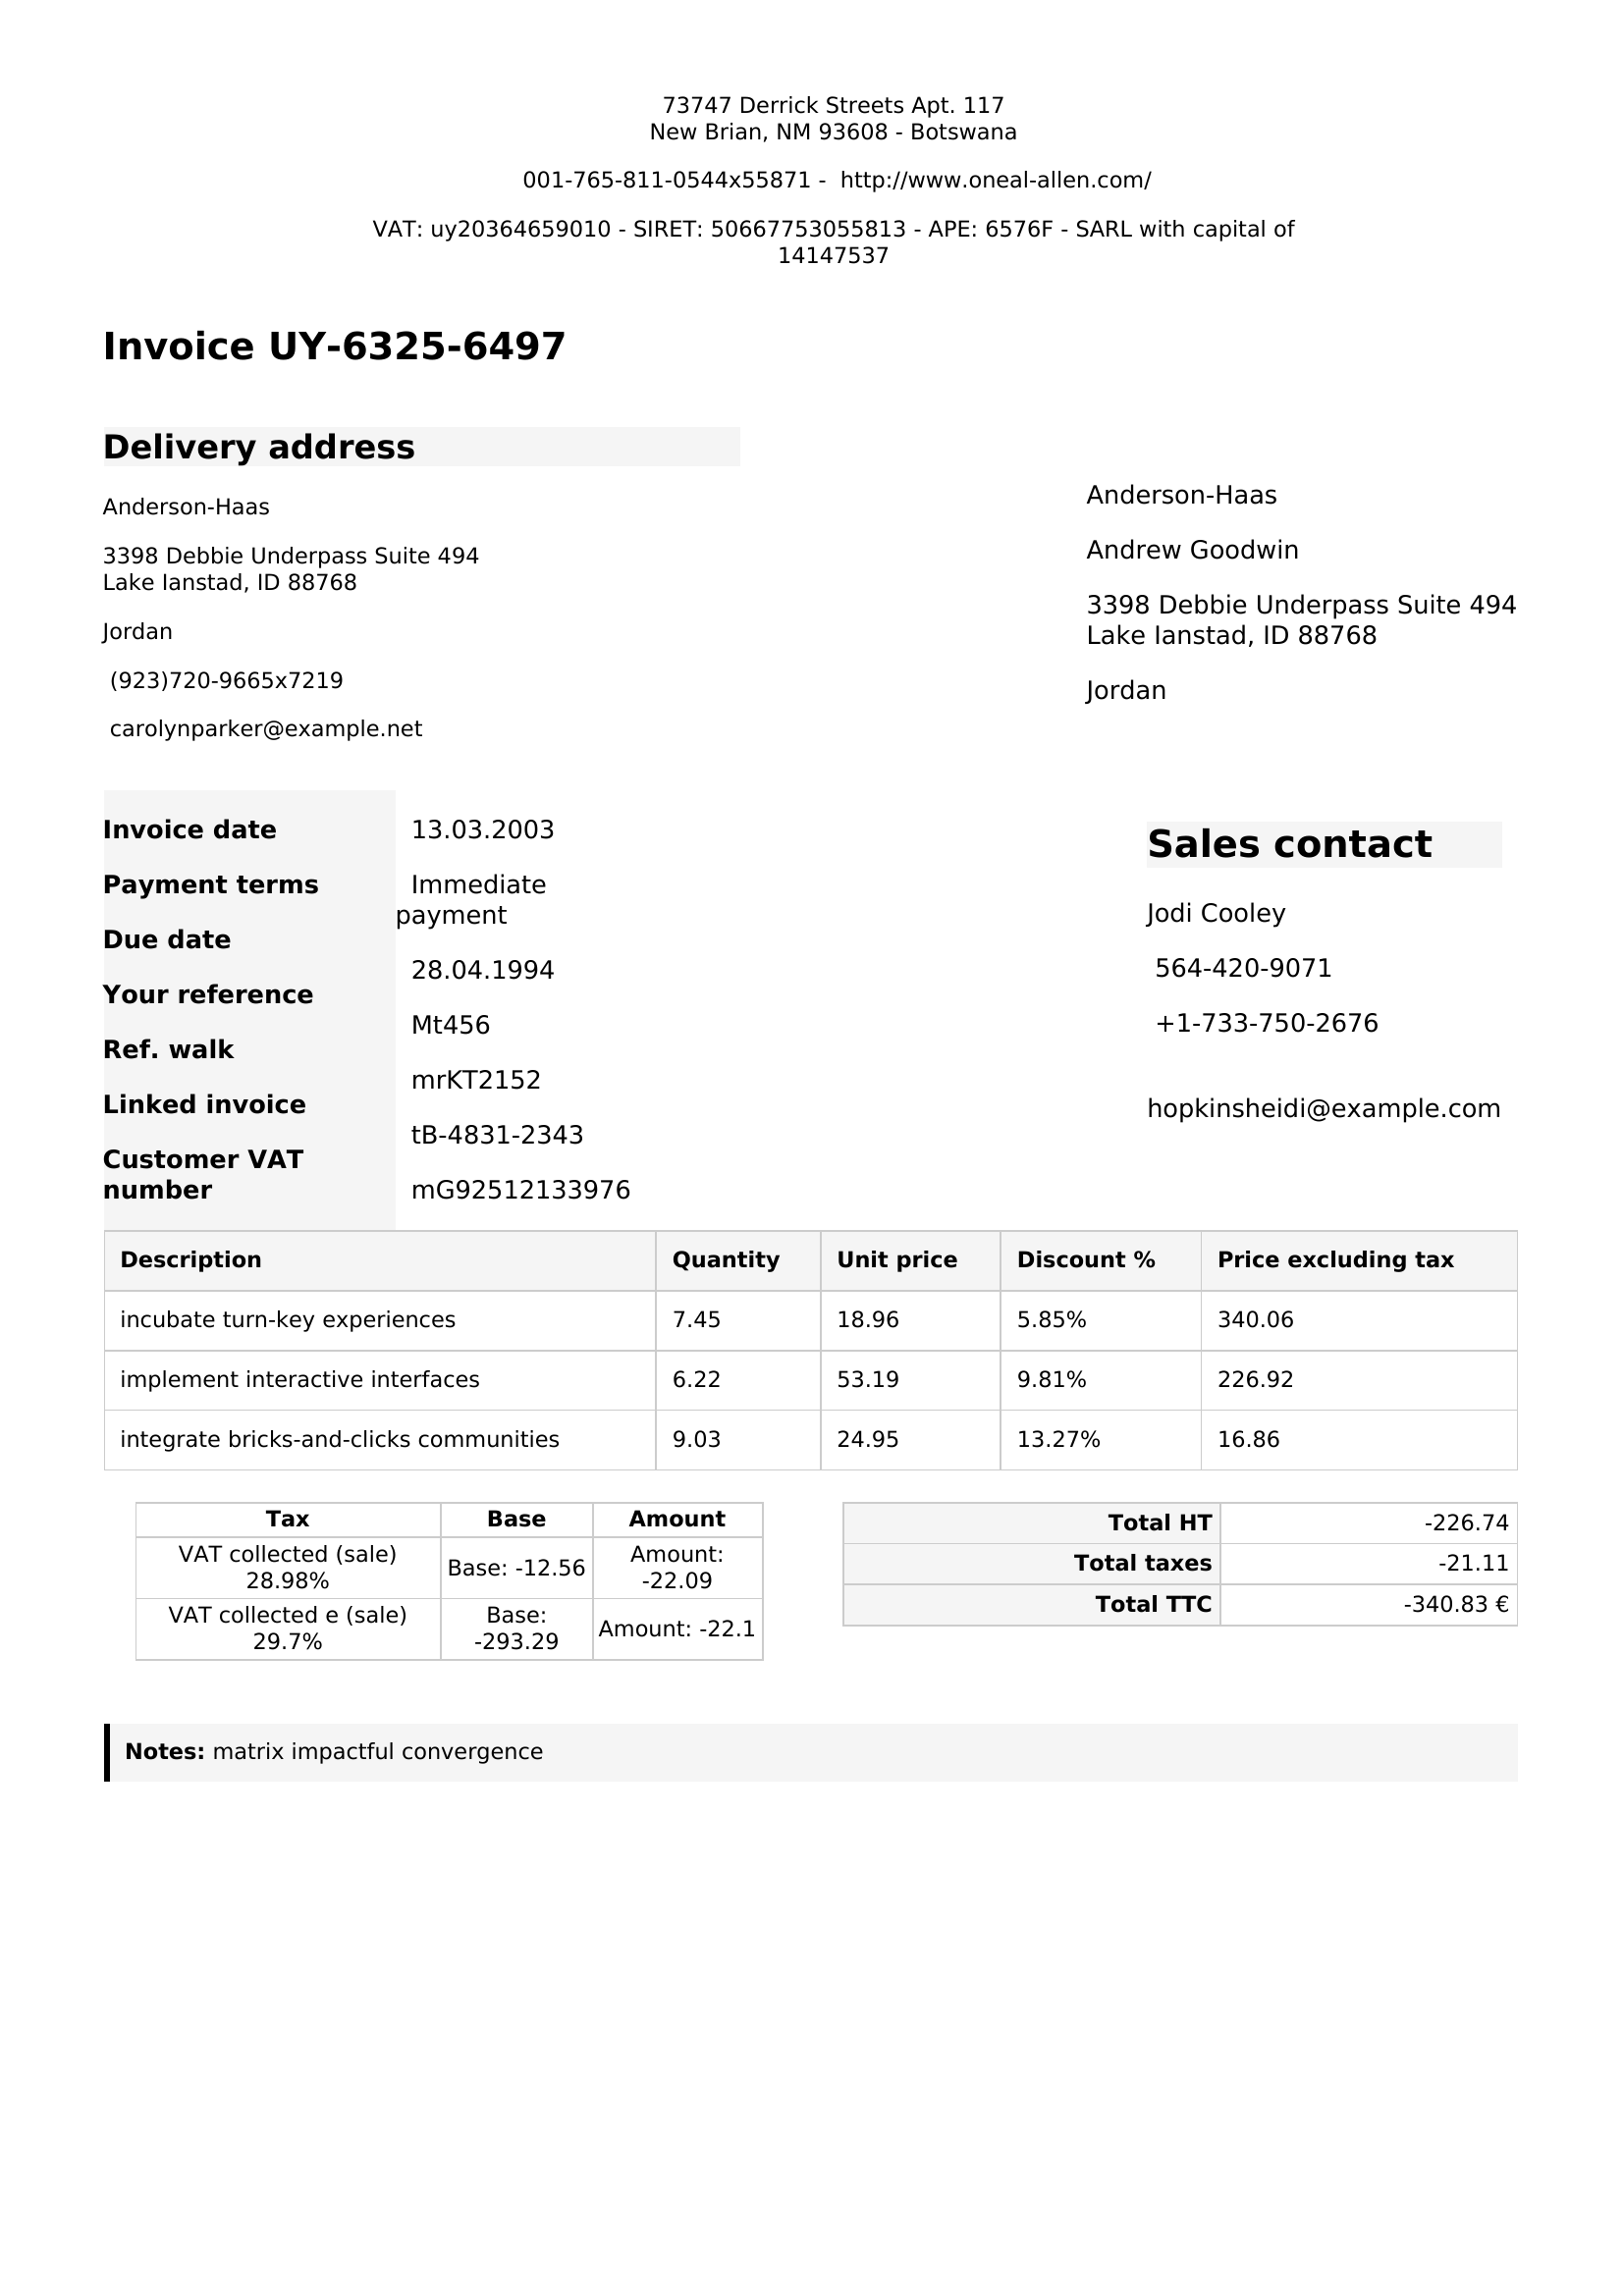 73747 Derrick Streets Apt. 117
New Brian, NM 93608 - Botswana
001-765-811-0544x55871 -  http://www.oneal-allen.com/
VAT: uy20364659010 - SIRET: 50667753055813 - APE: 6576F - SARL with capital of
14147537
Invoice UY-6325-6497
Delivery address
Anderson-Haas
3398 Debbie Underpass Suite 494
Lake Ianstad, ID 88768
Jordan
(923)720-9665x7219
carolynparker@example.net
Anderson-Haas
Andrew Goodwin
3398 Debbie Underpass Suite 494
Lake Ianstad, ID 88768
Jordan
Invoice date
Payment terms
Due date
Your reference
Ref. walk
Linked invoice
Customer VAT
number
13.03.2003
Immediate
payment
28.04.1994
Mt456
mrKT2152
tB-4831-2343
mG92512133976
Sales contact
Jodi Cooley
564-420-9071
+1-733-750-2676
hopkinsheidi@example.com
Description Quantity Unit price Discount % Price excluding tax
incubate turn-key experiences 7.45 18.96 5.85% 340.06
implement interactive interfaces 6.22 53.19 9.81% 226.92
integrate bricks-and-clicks communities 9.03 24.95 13.27% 16.86
Tax Base Amount
VAT collected (sale)
28.98%
Base: -12.56
Amount:
-22.09
VAT collected e (sale)
29.7%
Base:
-293.29
Amount: -22.1
Total HT -226.74
Total taxes -21.11
Total TTC -340.83 €
Notes: matrix impactful convergence